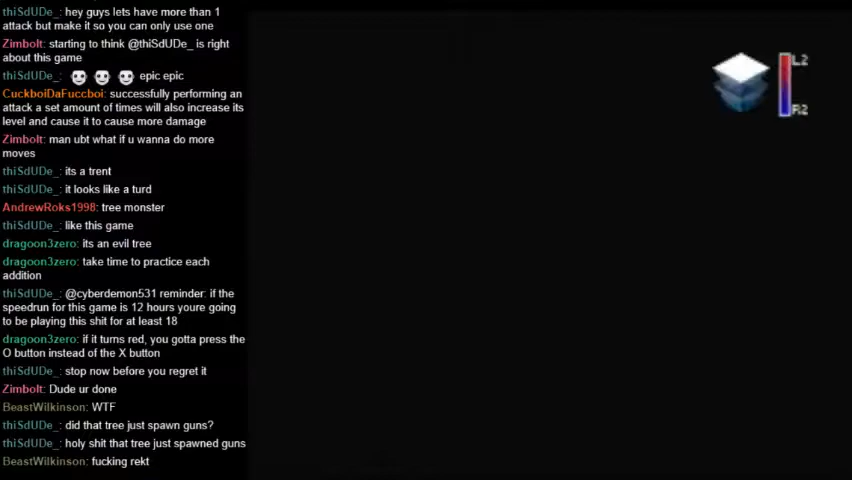 thiSdUDe_: hey guys lets have more than 1
attack but make it so you can only use one
Zimbolt: starting to think @thiSdUDe_ is right
about this game
thiSdUDe_: epic epic
CuckboiDaFuccboi: successfully performing an
attack a set amount of times will also increase its
level and cause it to cause more damage
Zimbolt: man ubt what if u wanna do more
moves
thiSdUDe_: its a trent
thiSdUDe_: it looks like a turd
AndrewRoks1998: tree monster
thiSdUDe_: like this game
dragoon3zero: its an evil tree
dragoon3zero: take time to practice each
addition
thiSdUDe_: @cyberdemon531 reminder: if the
speedrun for this game is 12 hours youre going
to be playing this shit for at least 18
dragoon3zero: if it turns red, you gotta press the
O button instead of the X button
thiSdUDe_: stop now before you regret it
Zimbolt: Dude ur done
BeastWilkinson: WTF
thiSdUDe_: did that tree just spawn guns?
thiSdUDe_: holy shit that tree just spawned guns
BeastWilkinson: fucking rekt
L2
R2